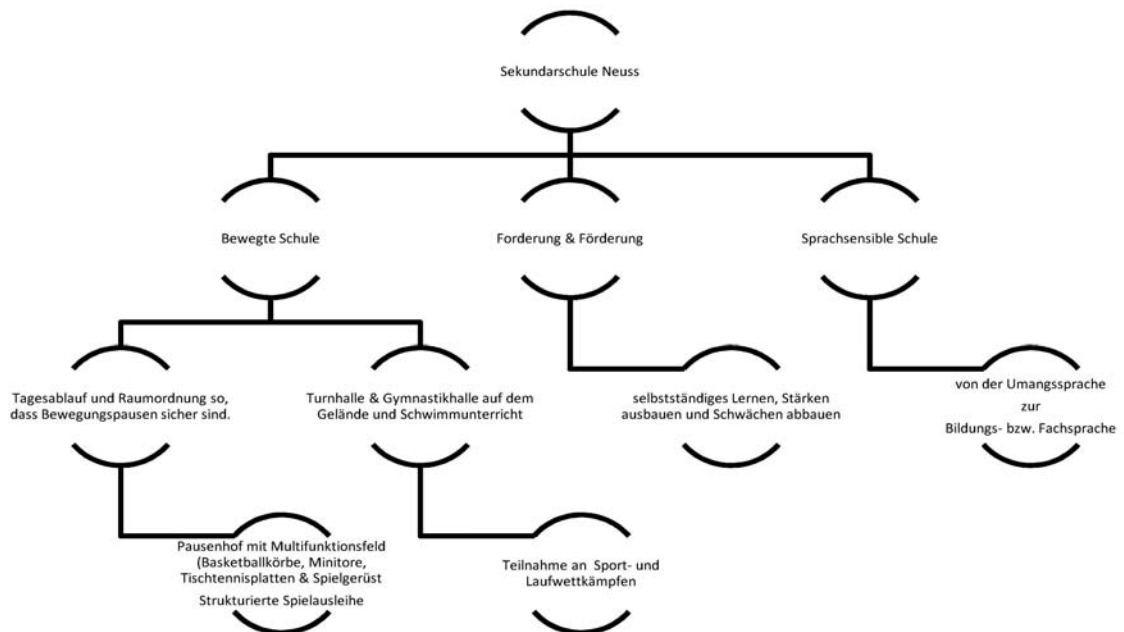 Sekundarschule Neuss
Bewegte Schule
Forderung & Förderung
Sprachsensible Schule
Tagesablauf und Raumordnung so,
dass Bewegungspausen sicher sind.
Turnhalle & Gymnastikhalle auf dem
Gelände und Schwimmunterricht
selbstständiges Lernen, Stärken
ausbauen und Schwächen abbauen
von der Umangssprache
zur
Bildungs- bzw. Fachsprache
Pausenhof mit Multifunktionsfeld
(Basketballkörbe, Minitore,
Tischtennisplatten & Spielgerüst
Strukturierte Spielausleihe
Teilnahme an Sport- und
Laufwettkämpfen